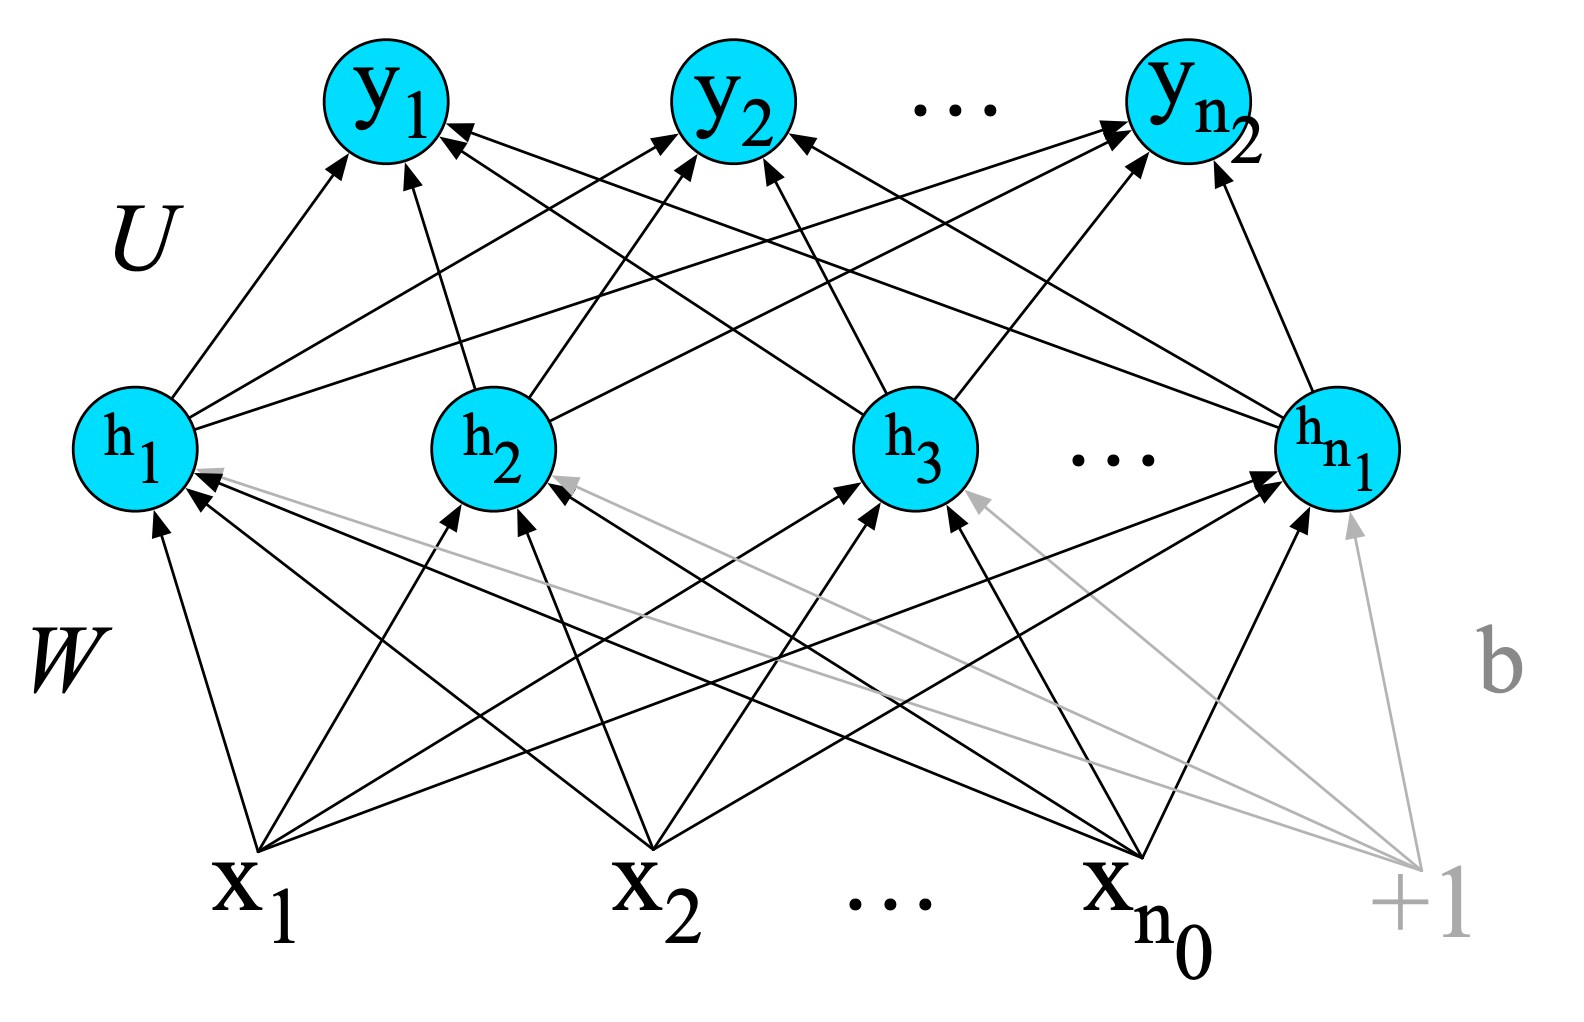 y₁ y₂ … yₙ₂
U
h₁ h₂ h₃ … hₙ₁
W b
x₁ x₂ … xₙ₀ +1